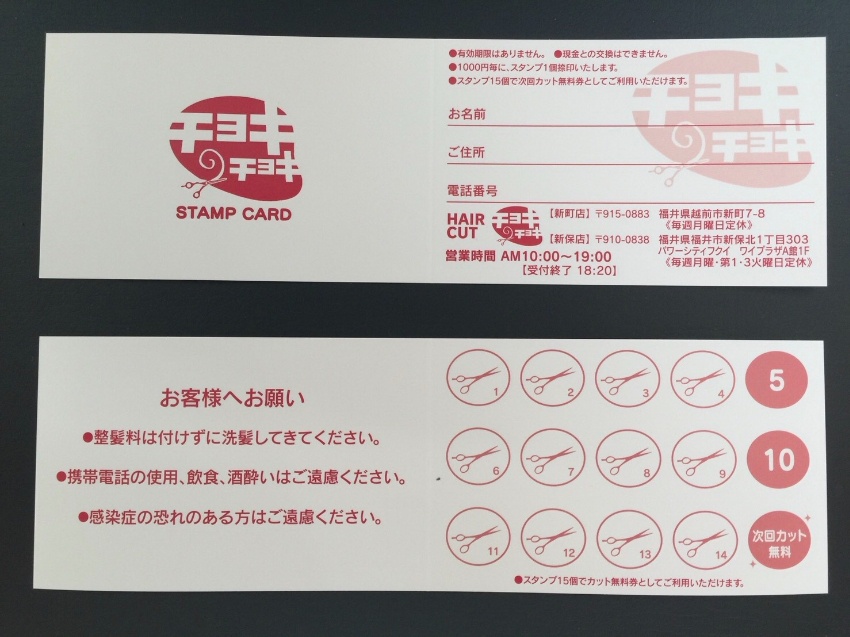 チョキ
チョキ
STAMP CARD
●有効期限はありません。 ●現金との交換はできません。
●1000円毎に、スタンプ1個捺印いたします。
●スタンプ15個で次回カット無料券としてご利用いただけます。
チョキ
チョキ
お名前
ご住所
電話番号
HAIR CUT
チョキ
チョキ
【新町店】 〒915-0883 福井県越前市新町7-8
《毎週月曜日定休》
【新保店】 〒910-0838 福井県福井市新保北1丁目303
パワーシティフクイ ワイプラザA館1F
《毎週月曜・第1・3火曜日定休》
営業時間 AM10:00〜19:00
【受付終了 18:20】
お客様へお願い
●整髪料は付けずに洗髪してきてください。
●携帯電話の使用、飲食、酒酔いはご遠慮ください。
●感染症の恐れのある方はご遠慮ください。
1 2 3 4 5
6 7 8 9 10
11 12 13 14 次回カット
無料
●スタンプ15個でカット無料券としてご利用いただけます。